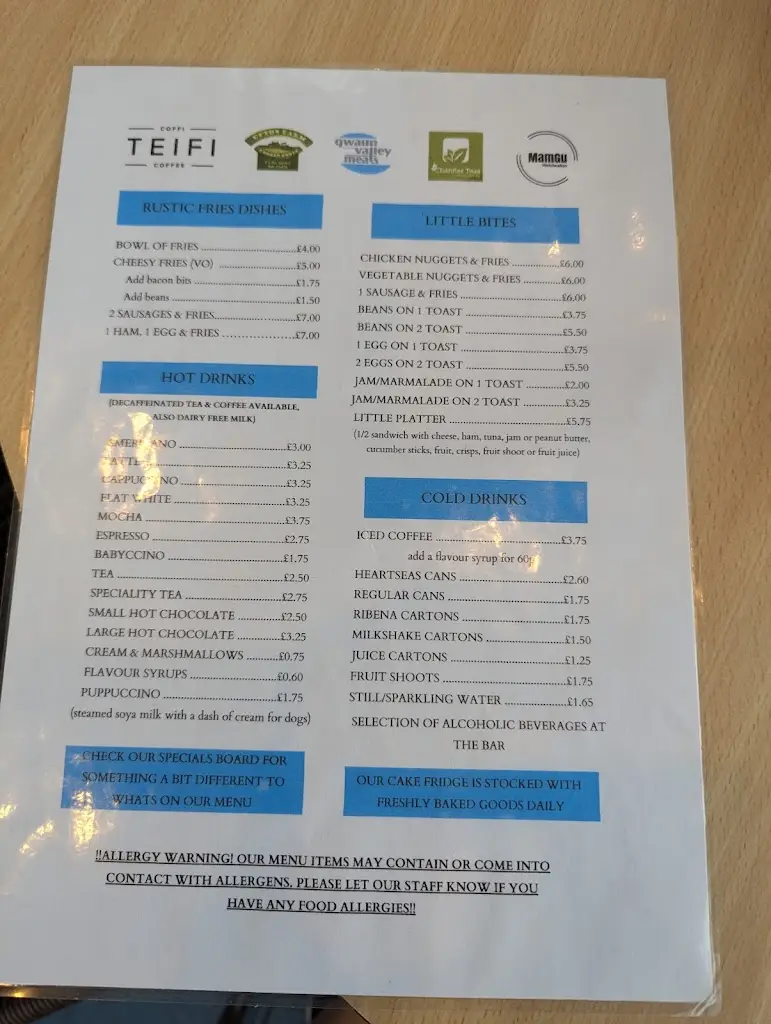 COFFI
TEIFI
COFFEE
UPTON FARM
gwaun
valley
meats
MamGu
RUSTIC FRIES DISHES
BOWL OF FRIES ........................£4.00
CHEESY FRIES (VO) ....................£5.00
Add bacon bits ........................£1.75
Add beans ........................£1.50
2 SAUSAGES & FRIES........................£7.00
1 HAM, 1 EGG & FRIES ....................£7.00
HOT DRINKS
(DECAFFEINATED TEA & COFFEE AVAILABLE,
ALSO DAIRY FREE MILK)
AMERICANO ........................£3.00
LATTE ........................£3.25
CAPPUCCINO ........................£3.25
FLAT WHITE ........................£3.25
MOCHA ........................£3.75
ESPRESSO ........................£2.75
BABYCCINO ........................£1.75
TEA ........................£2.50
SPECIALITY TEA ........................£2.75
SMALL HOT CHOCOLATE ................£2.50
LARGE HOT CHOCOLATE ................£3.25
CREAM & MARSHMALLOWS ..........£0.75
FLAVOUR SYRUPS ........................£0.60
PUPPUCCINO ........................£1.75
(steamed soya milk with a dash of cream for dogs)
CHECK OUR SPECIALS BOARD FOR
SOMETHING A BIT DIFFERENT TO
WHATS ON OUR MENU
LITTLE BITES
CHICKEN NUGGETS & FRIES ................£6.00
VEGETABLE NUGGETS & FRIES ..............£6.00
1 SAUSAGE & FRIES ........................£6.00
BEANS ON 1 TOAST ........................£3.75
BEANS ON 2 TOAST ........................£5.50
1 EGG ON 1 TOAST ........................£3.75
2 EGGS ON 2 TOAST ........................£5.50
JAM/MARMALADE ON 1 TOAST ..............£2.00
JAM/MARMALADE ON 2 TOAST ..............£3.25
LITTLE PLATTER ........................£5.75
(1/2 sandwich with cheese, ham, tuna, jam or peanut butter,
cucumber sticks, fruit, crisps, fruit shoot or fruit juice)
COLD DRINKS
ICED COFFEE ........................£3.75
add a flavour syrup for 60p
HEARTSEAS CANS ........................£2.60
REGULAR CANS ........................£1.75
RIBENA CARTONS ........................£1.75
MILKSHAKE CARTONS ........................£1.50
JUICE CARTONS ........................£1.25
FRUIT SHOOTS ........................£1.75
STILL/SPARKLING WATER ....................£1.65
SELECTION OF ALCOHOLIC BEVERAGES AT
THE BAR
OUR CAKE FRIDGE IS STOCKED WITH
FRESHLY BAKED GOODS DAILY
!!ALLERGY WARNING! OUR MENU ITEMS MAY CONTAIN OR COME INTO
CONTACT WITH ALLERGENS. PLEASE LET OUR STAFF KNOW IF YOU
HAVE ANY FOOD ALLERGIES!!